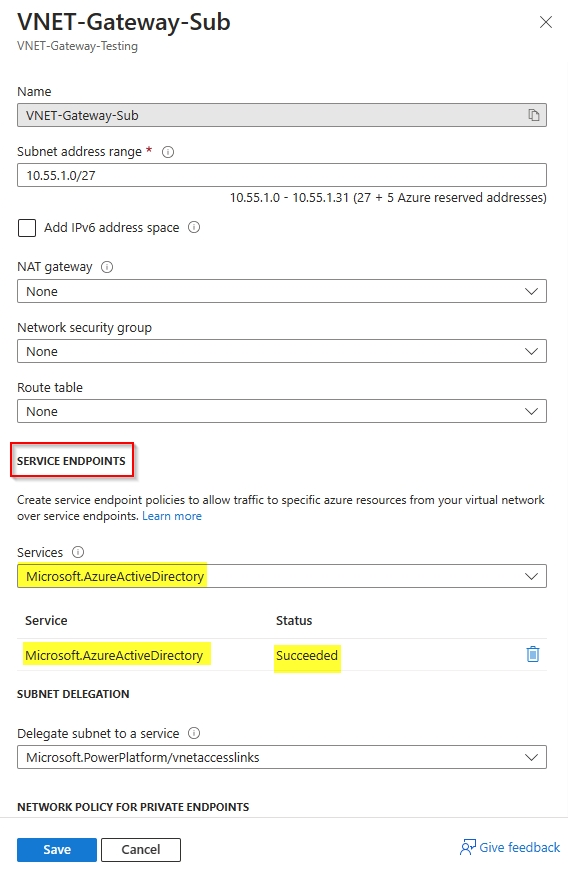 VNET-Gateway-Sub
VNET-Gateway-Testing
Name
VNET-Gateway-Sub
Subnet address range *
10.55.1.0/27
10.55.1.0 - 10.55.1.31 (27 + 5 Azure reserved addresses)
Add IPv6 address space
NAT gateway
None
Network security group
None
Route table
None
SERVICE ENDPOINTS
Create service endpoint policies to allow traffic to specific azure resources from your virtual network
over service endpoints. Learn more
Services
Microsoft.AzureActiveDirectory
Service Status
Microsoft.AzureActiveDirectory Succeeded
SUBNET DELEGATION
Delegate subnet to a service
Microsoft.PowerPlatform/vnetaccesslinks
NETWORK POLICY FOR PRIVATE ENDPOINTS
Save Cancel Give feedback